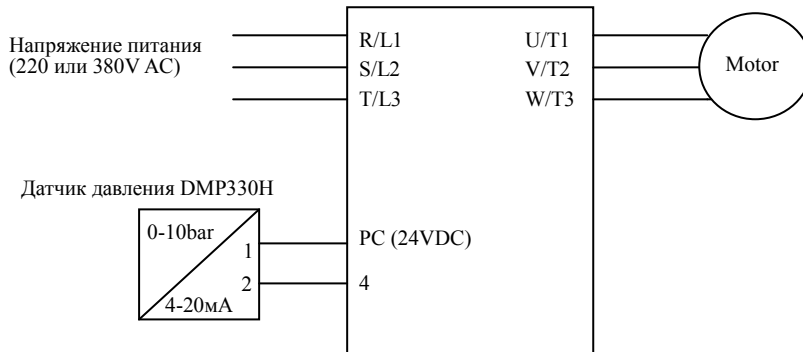 Напряжение питания
(220 или 380V AC)
R/L1
S/L2
T/L3
U/T1
V/T2
W/T3
Motor
Датчик давления DMP330H
0-10bar
1
2
4-20мА
PC (24VDC)
4